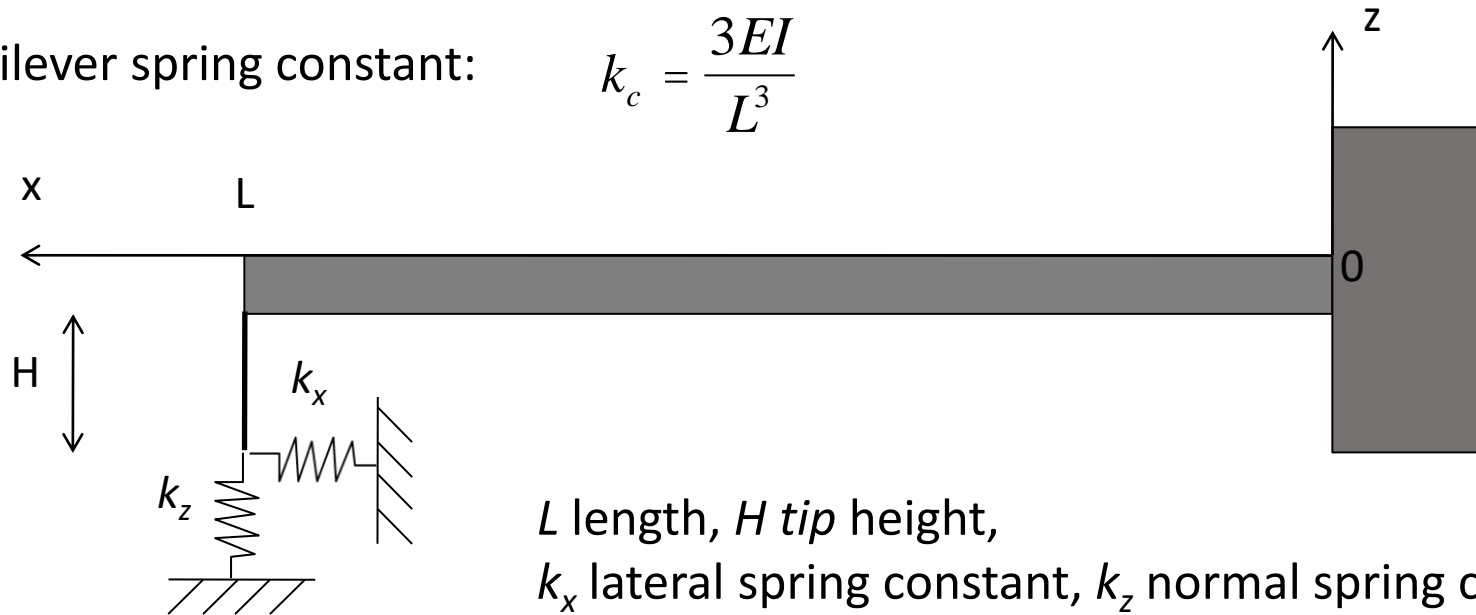 ilever spring constant:
k_c = 3EI / L^3
z
x
L
0
H
k_x
k_z
L length, H tip height,
k_x lateral spring constant, k_z normal spring c